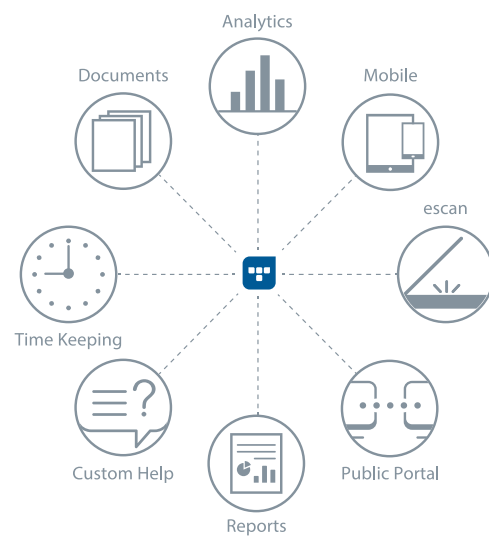 Analytics
Documents
Mobile
escan
Time Keeping
Custom Help
Public Portal
Reports